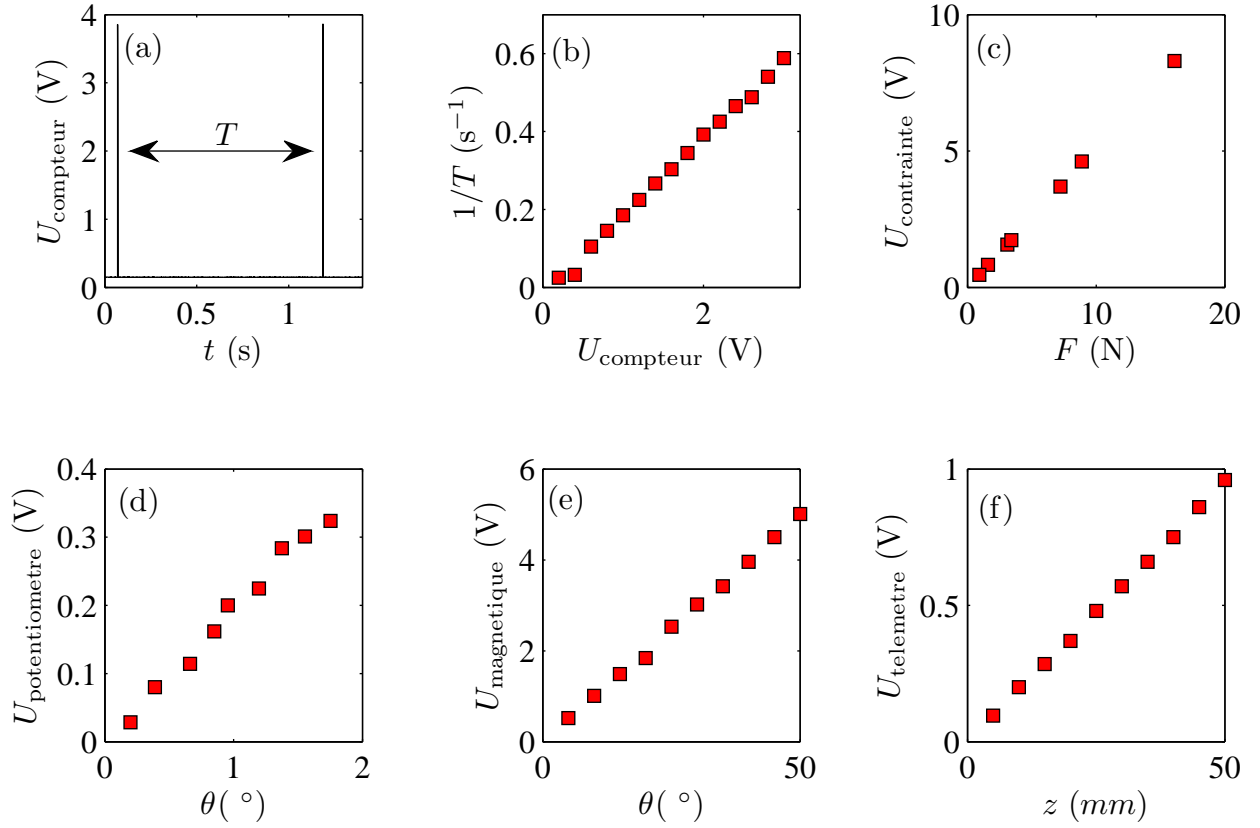 (a)
U_compteur (V)
4
3
2
1
0
T
0 0.5 1
t (s)
(b)
1/T (s⁻¹)
0.6
0.4
0.2
0
0 2
U_compteur (V)
(c)
U_contrainte (V)
10
5
0
0 10 20
F (N)
(d)
U_potentiometre (V)
0.4
0.3
0.2
0.1
0
0 1 2
θ( °)
(e)
U_magnetique (V)
6
4
2
0
0 50
θ( °)
(f)
U_telemetre (V)
1
0.5
0
0 50
z (mm)